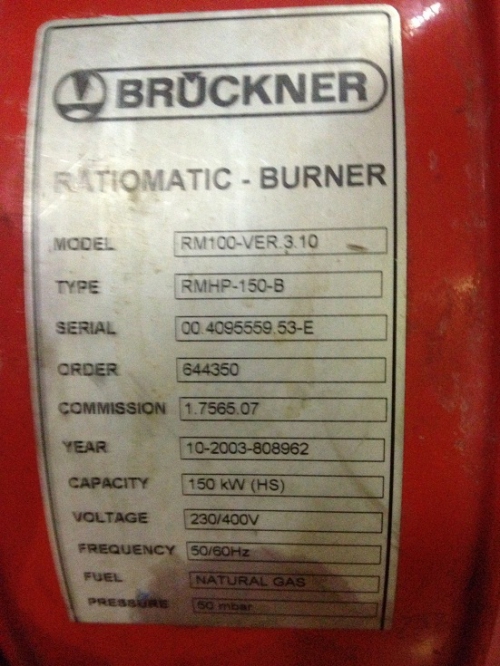 BRÜCKNER
RATIOMATIC - BURNER
MODEL RM100-VER 3.10
TYPE RMHP-150-B
SERIAL 00.4095559.53-E
ORDER 644350
COMMISSION 1.7565.07
YEAR 10-2003-808962
CAPACITY 150 kW (HS)
VOLTAGE 230/400V
FREQUENCY 50/60Hz
FUEL NATURAL GAS
PRESSURE mbar